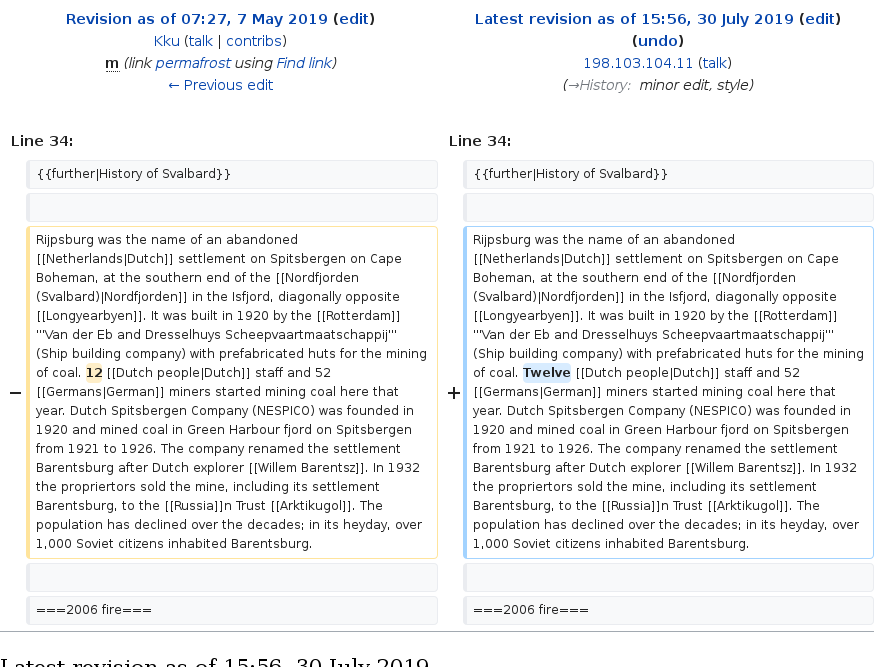 Revision as of 07:27, 7 May 2019 (edit)
Kku (talk | contribs)
m (link permafrost using Find link)
← Previous edit
Latest revision as of 15:56, 30 July 2019 (edit)
(undo)
198.103.104.11 (talk)
(→History: minor edit, style)
Line 34:
Line 34:
{{further|History of Svalbard}}
{{further|History of Svalbard}}
−
Rijpsburg was the name of an abandoned
[[Netherlands|Dutch]] settlement on Spitsbergen on Cape
Boheman, at the southern end of the [[Nordfjorden
(Svalbard)|Nordfjorden]] in the Isfjord, diagonally opposite
[[Longyearbyen]]. It was built in 1920 by the [[Rotterdam]]
'''Van der Eb and Dresselhuys Scheepvaartmaatschappij'''
(Ship building company) with prefabricated huts for the mining
of coal. 12 [[Dutch people|Dutch]] staff and 52
[[Germans|German]] miners started mining coal here that
year. Dutch Spitsbergen Company (NESPICO) was founded in
1920 and mined coal in Green Harbour fjord on Spitsbergen
from 1921 to 1926. The company renamed the settlement
Barentsburg after Dutch explorer [[Willem Barentsz]]. In 1932
the propriertors sold the mine, including its settlement
Barentsburg, to the [[Russia]]n Trust [[Arktikugol]]. The
population has declined over the decades; in its heyday, over
1,000 Soviet citizens inhabited Barentsburg.
+
Rijpsburg was the name of an abandoned
[[Netherlands|Dutch]] settlement on Spitsbergen on Cape
Boheman, at the southern end of the [[Nordfjorden
(Svalbard)|Nordfjorden]] in the Isfjord, diagonally opposite
[[Longyearbyen]]. It was built in 1920 by the [[Rotterdam]]
'''Van der Eb and Dresselhuys Scheepvaartmaatschappij'''
(Ship building company) with prefabricated huts for the mining
of coal. Twelve [[Dutch people|Dutch]] staff and 52
[[Germans|German]] miners started mining coal here that
year. Dutch Spitsbergen Company (NESPICO) was founded in
1920 and mined coal in Green Harbour fjord on Spitsbergen
from 1921 to 1926. The company renamed the settlement
Barentsburg after Dutch explorer [[Willem Barentsz]]. In 1932
the propriertors sold the mine, including its settlement
Barentsburg, to the [[Russia]]n Trust [[Arktikugol]]. The
population has declined over the decades; in its heyday, over
1,000 Soviet citizens inhabited Barentsburg.
===2006 fire===
===2006 fire===
Latest revision as of 15:56, 30 July 2019